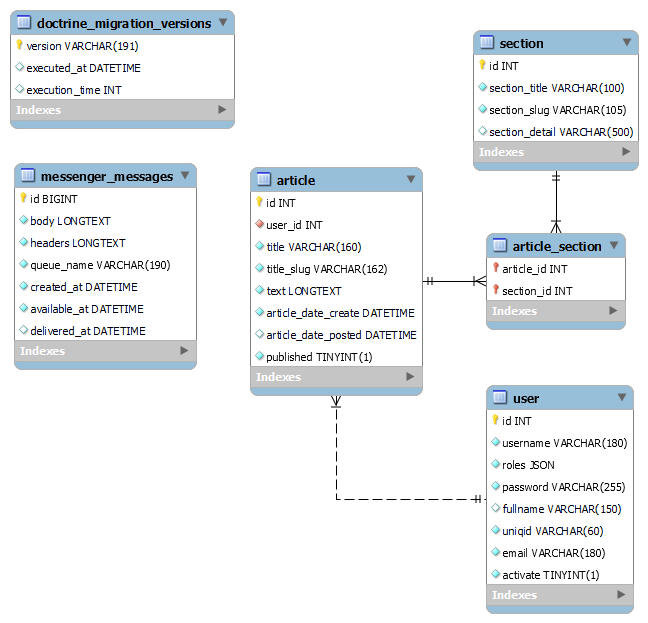 doctrine_migration_versions
version VARCHAR(191)
executed_at DATETIME
execution_time INT
Indexes
section
id INT
section_title VARCHAR(100)
section_slug VARCHAR(105)
section_detail VARCHAR(500)
Indexes
messenger_messages
id BIGINT
body LONGTEXT
headers LONGTEXT
queue_name VARCHAR(190)
created_at DATETIME
available_at DATETIME
delivered_at DATETIME
Indexes
article
id INT
user_id INT
title VARCHAR(160)
title_slug VARCHAR(162)
text LONGTEXT
article_date_create DATETIME
article_date_posted DATETIME
published TINYINT(1)
Indexes
article_section
article_id INT
section_id INT
Indexes
user
id INT
username VARCHAR(180)
roles JSON
password VARCHAR(255)
fullname VARCHAR(150)
uniqid VARCHAR(60)
email VARCHAR(180)
activate TINYINT(1)
Indexes